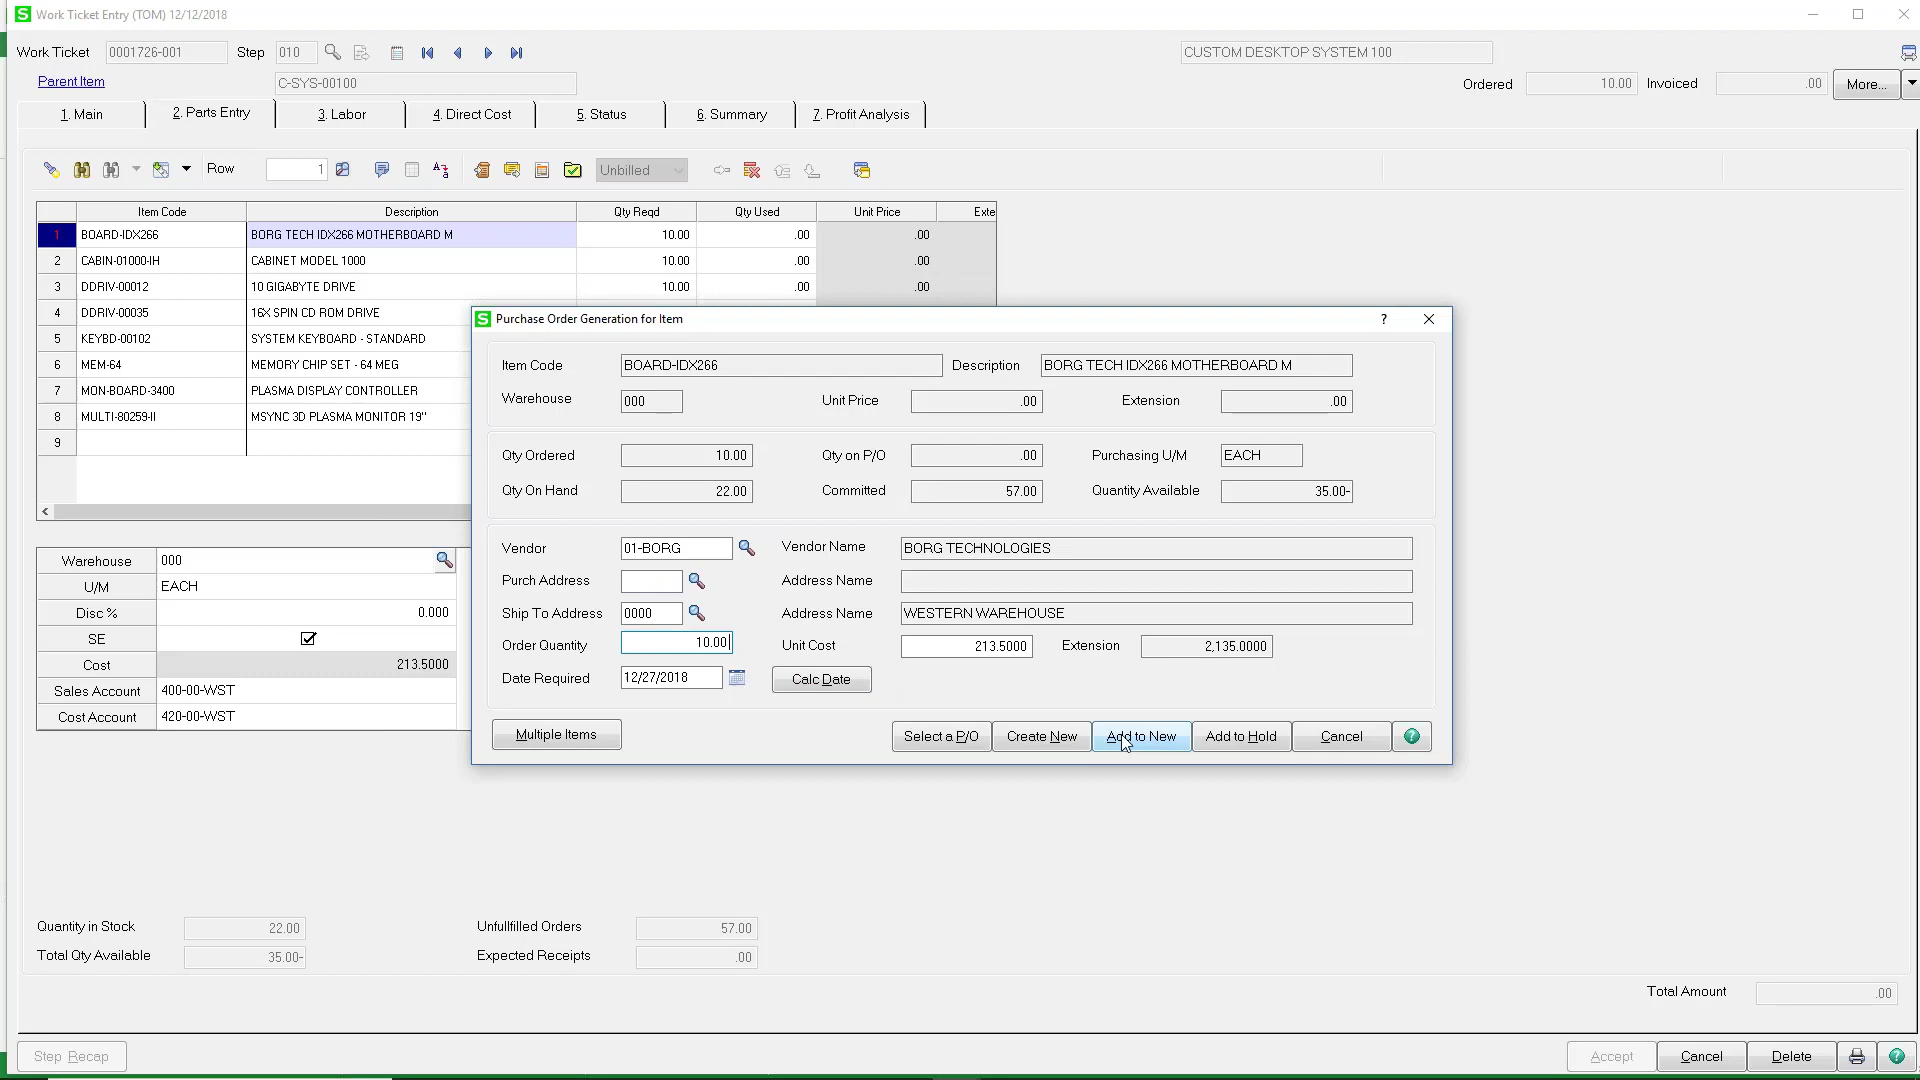 S Work Ticket Entry (TOM) 12/12/2018
Work Ticket 0001726-001 Step 010 CUSTOM DESKTOP SYSTEM 100
Parent Item C-SYS-00100 Ordered 10.00 Invoiced .00 More...
1. Main 2. Parts Entry 3. Labor 4. Direct Cost 5. Status 6. Summary 7. Profit Analysis
Row 1 Unbilled
Item Code Description Qty Reqd Qty Used Unit Price Exte
1 BOARD-IDX266 BORG TECH IDX266 MOTHERBOARD M 10.00 .00 .00
2 CABIN-01000-IH CABINET MODEL 1000 10.00 .00 .00
3 DDRIV-00012 10 GIGABYTE DRIVE 10.00 .00 .00
4 DDRIV-00035 16X SPIN CD ROM DRIVE
5 KEYBD-00102 SYSTEM KEYBOARD - STANDARD
6 MEM-64 MEMORY CHIP SET - 64 MEG
7 MON-BOARD-3400 PLASMA DISPLAY CONTROLLER
8 MULTI-80259-II MSYNC 3D PLASMA MONITOR 19"
9
Warehouse 000
U/M EACH
Disc % 0.000
SE
Cost 213.5000
Sales Account 400-00-WST
Cost Account 420-00-WST
S Purchase Order Generation for Item ?
Item Code BOARD-IDX266 Description BORG TECH IDX266 MOTHERBOARD M
Warehouse 000 Unit Price .00 Extension .00
Qty Ordered 10.00 Qty on P/O .00 Purchasing U/M EACH
Qty On Hand 22.00 Committed 57.00 Quantity Available 35.00-
Vendor 01-BORG Vendor Name BORG TECHNOLOGIES
Purch Address Address Name
Ship To Address 0000 Address Name WESTERN WAREHOUSE
Order Quantity 10.00 Unit Cost 213.5000 Extension 2,135.0000
Date Required 12/27/2018 Calc Date
Multiple Items Select a P/O Create New Add to New Add to Hold Cancel ?
Quantity in Stock 22.00 Unfullfilled Orders 57.00
Total Qty Available 35.00- Expected Receipts .00
Total Amount .00
Step Recap Accept Cancel Delete ?